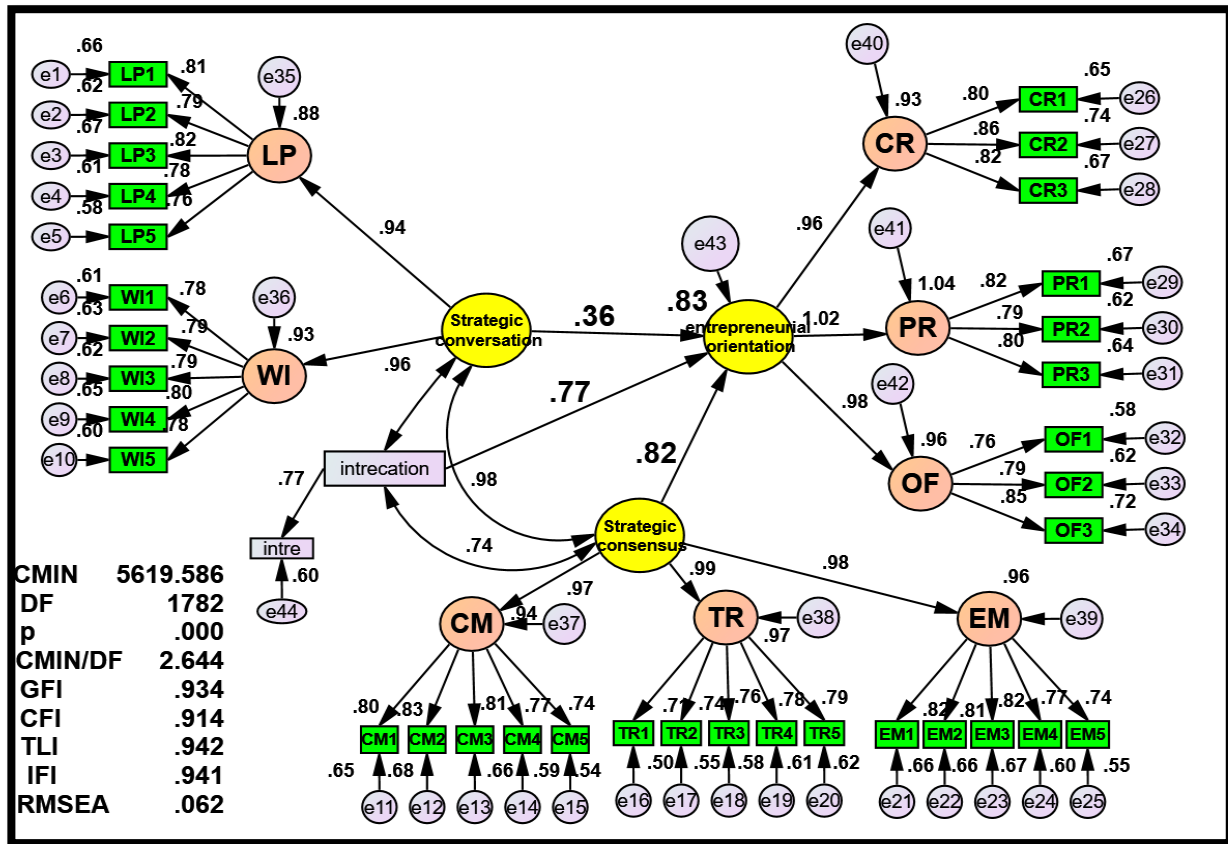 .66
e1
LP1
.81
e35
.62
e2
LP2
.79
.88
.67
e3
LP3
.82
LP
.61
e4
LP4
.78
.58
.76
e5
LP5
.94
.61
e6
WI1
.78
e36
.63
e7
WI2
.79
.93
.62
e8
WI3
.79
WI
.96
.65
e9
WI4
.80
.60
.78
e10
WI5
Strategic
conversation
.36
e43
.83
entrepreneurial
orientation
e40
.93
CR
.96
.80
CR1
.65
e26
.86
CR2
.74
e27
.82
CR3
.67
e28
e41
1.04
1.02
PR
.82
PR1
.67
e29
.79
PR2
.62
e30
.80
PR3
.64
e31
e42
.98
.96
OF
.76
OF1
.58
e32
.79
OF2
.62
e33
.85
OF3
.72
e34
.77
intrecation
.77
.98
.82
.74
intre
.60
e44
Strategic
consensus
.97
.99
.98
.94
e37
CM
TR
e38
.97
.96
EM
e39
.80
.83
.81
.77
.74
CM1
CM2
CM3
CM4
CM5
.65
.68
.66
.59
.54
e11
e12
e13
e14
e15
.71
.74
.76
.78
.79
TR1
TR2
TR3
TR4
TR5
.50
.55
.58
.61
.62
e16
e17
e18
e19
e20
.82
.81
.82
.77
.74
EM1
EM2
EM3
EM4
EM5
.66
.66
.67
.60
.55
e21
e22
e23
e24
e25
CMIN 5619.586
DF 1782
p .000
CMIN/DF 2.644
GFI .934
CFI .914
TLI .942
IFI .941
RMSEA .062